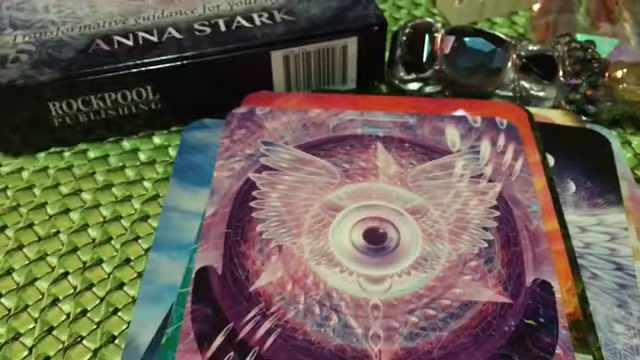 Transformative guidance for your
ANNA STARK
ROCKPOOL
PUBLISHING